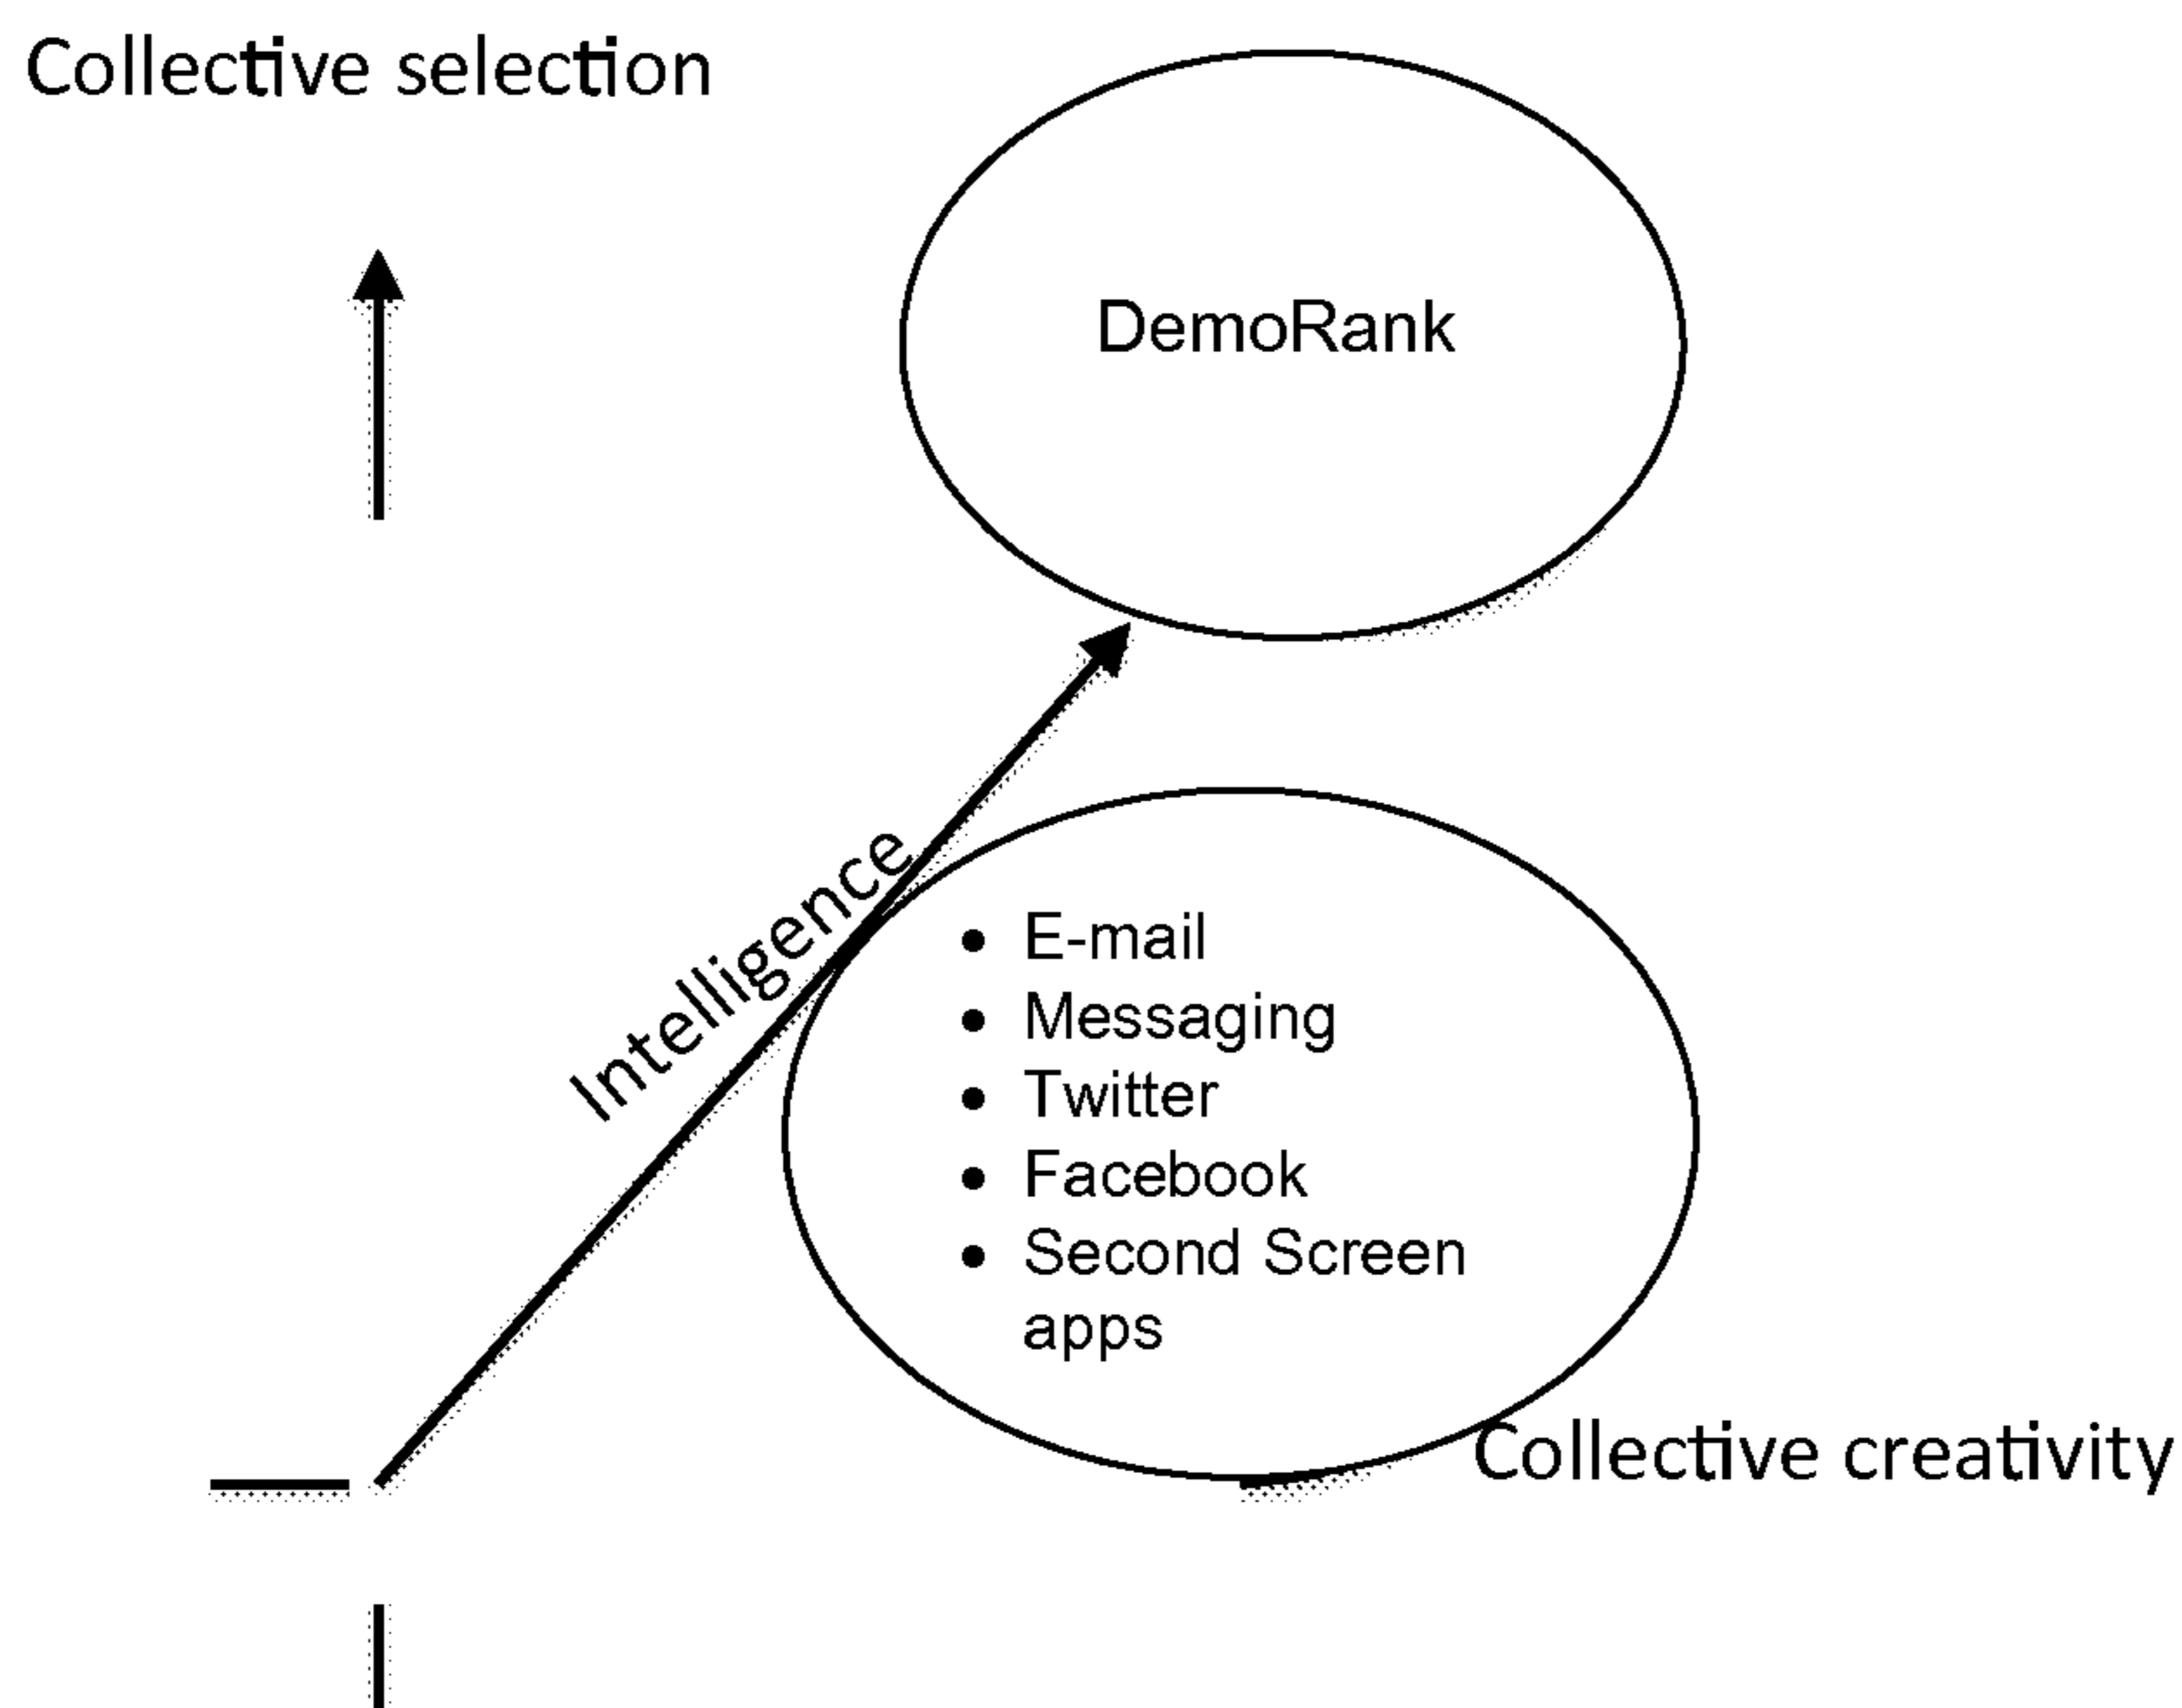 Collective selection
DemoRank
Intelligence
• E-mail
• Messaging
• Twitter
• Facebook
• Second Screen
apps
Collective creativity